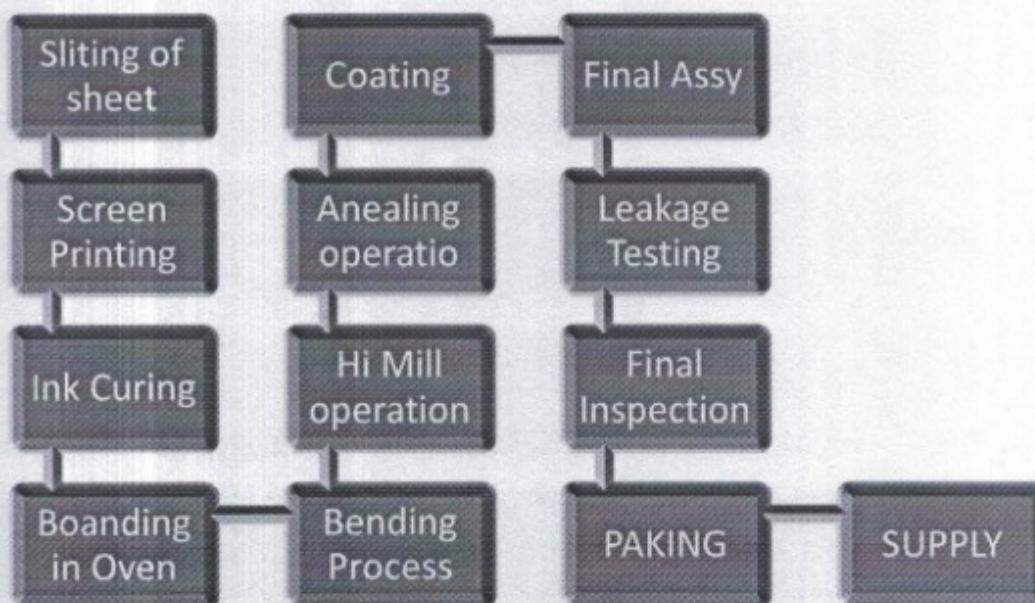 Sliting of
sheet
Screen
Printing
Ink Curing
Boanding
in Oven
Bending
Process
Hi Mill
operation
Anealing
operatio
Coating
Final Assy
Leakage
Testing
Final
Inspection
PAKING
SUPPLY